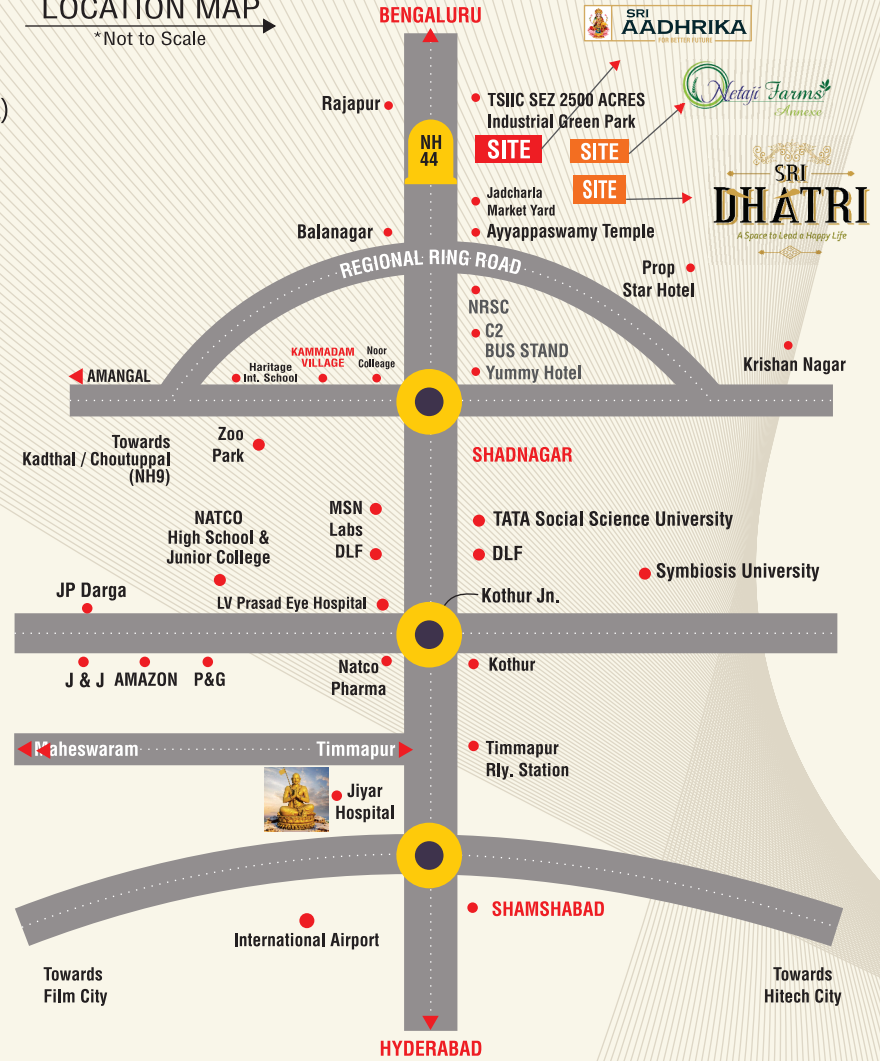 LOCATION MAP
*Not to Scale
)
BENGALURU
SRI
AADHRIKA
FOR BETTER FUTURE
Netaji Farms
Annexe
Rajapur
TSIIC SEZ 2500 ACRES
Industrial Green Park
NH
44
SITE
SITE
SITE
SRI
DHATRI
A Space to Lead a Happy Life
Jadcharla
Market Yard
Balanagar
Ayyappaswamy Temple
REGIONAL RING ROAD
Prop
Star Hotel
NRSC
C2
BUS STAND
Yummy Hotel
Krishan Nagar
AMANGAL
Haritage
Int. School
KAMMADAM
VILLAGE
Noor
Colleage
Towards
Kadthal / Choutuppal
(NH9)
Zoo
Park
SHADNAGAR
MSN
Labs
DLF
TATA Social Science University
DLF
NATCO
High School &
Junior College
Symbiosis University
JP Darga
LV Prasad Eye Hospital
Kothur Jn.
J & J
AMAZON
P&G
Natco
Pharma
Kothur
Maheswaram
Timmapur
Timmapur
Rly. Station
Jiyar
Hospital
SHAMSHABAD
International Airport
Towards
Film City
Towards
Hitech City
HYDERABAD